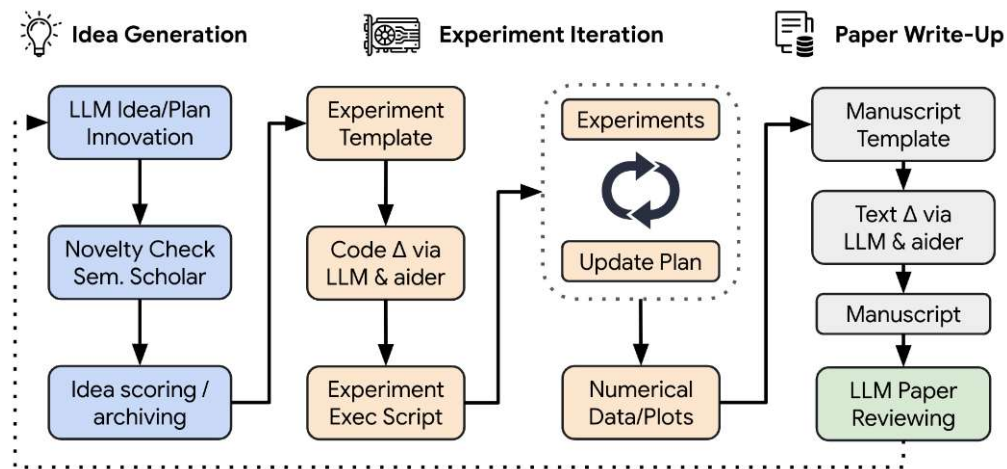 Idea Generation
Experiment Iteration
Paper Write-Up
LLM Idea/Plan
Innovation
Novelty Check
Sem. Scholar
Idea scoring /
archiving
Experiment
Template
Code Δ via
LLM & aider
Experiment
Exec Script
Experiments
Update Plan
Numerical
Data/Plots
Manuscript
Template
Text Δ via
LLM & aider
Manuscript
LLM Paper
Reviewing